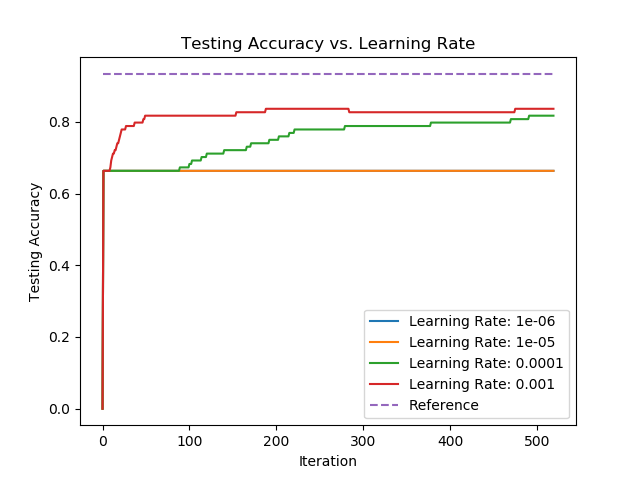 Testing Accuracy vs. Learning Rate
Testing Accuracy
0.8
0.6
0.4
0.2
0.0
Learning Rate: 1e-06
Learning Rate: 1e-05
Learning Rate: 0.0001
Learning Rate: 0.001
Reference
0 100 200 300 400 500
Iteration